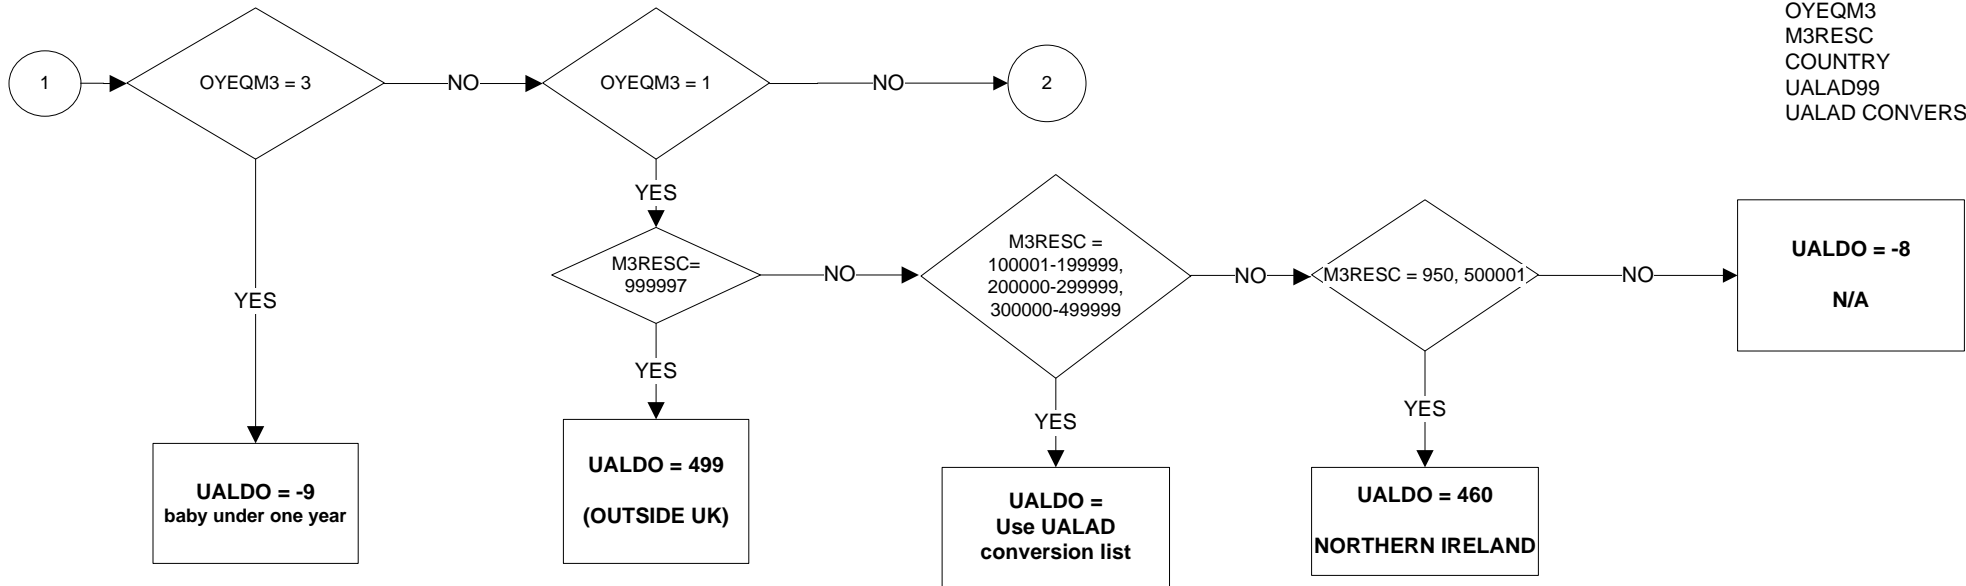 OYEQM3
M3RESC
COUNTRY
UALAD99
UALAD CONVERS
1
OYEQM3 = 3
NO
OYEQM3 = 1
NO
2
YES
YES
M3RESC=
999997
NO
M3RESC =
100001-199999,
200000-299999,
300000-499999
NO
M3RESC = 950, 500001
NO
UALDO = -8
N/A
YES
YES
YES
UALDO = -9
baby under one year
UALDO = 499
(OUTSIDE UK)
UALDO =
Use UALAD
conversion list
UALDO = 460
NORTHERN IRELAND